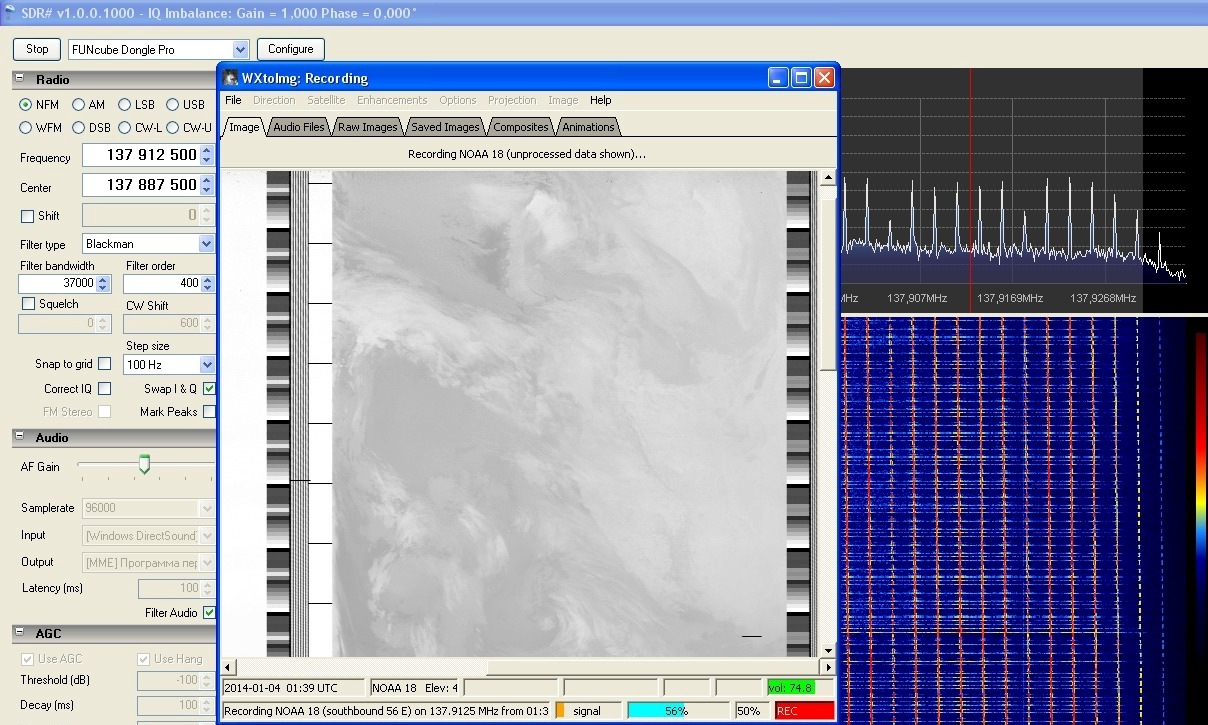 SDR# v1.0.0.1000 - IQ Imbalance: Gain = 1,000 Phase = 0,000°
Stop FUNcube Dongle Pro Configure
Radio
NFM AM LSB USB
WFM DSB CW-L CW-U
Frequency 137 912 500
Center 137 887 500
Shift 0
Filter type Blackman
Filter bandwidth Filter order
37000 400
Squelch CW Shift
0 600
Step size
Snap to grid 100 Hz
Correct IQ Swap I & Q
FM Stereo Mark Peaks
Audio
AF Gain
Samplerate 96000
Input [Windows DirectSound
Output [MME] Программа пер
Latency (ms) 100
Filter Audio
AGC
Use AGC Use Hang
Threshold (dB) -100
Decay (ms) 100
WXtoImg: Recording
File Direction Satellite Enhancements Options Projection Image Help
Image Audio Files Raw Images Saved Images Composites Animations
Recording NOAA 18 (unprocessed data shown)...
2014-01-04 01:39 UTC NOAA 18 Elev: 4 vol: 74.8
Recording NOAA 18 (southbound 56 E) on 137.9125 MHz from 01:3 signal 56% 50% REC
MHz 137,907MHz 137,9169MHz 137,9268MHz